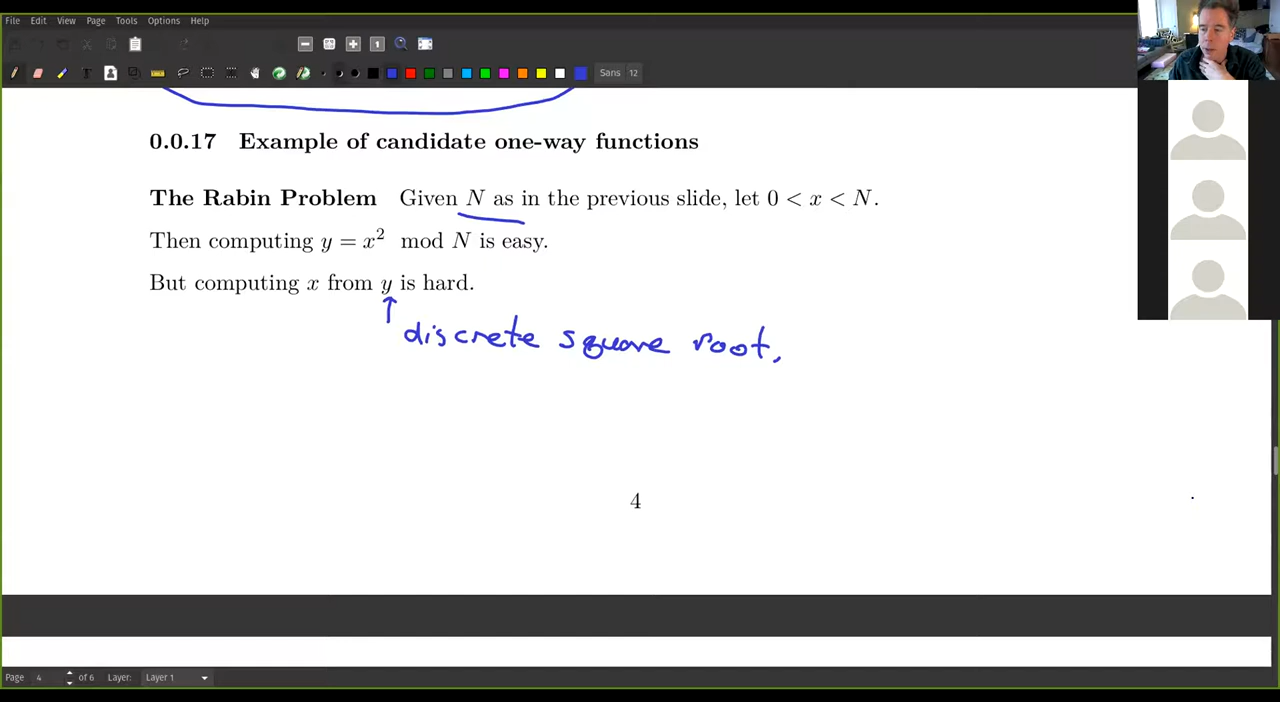 File Edit View Page Tools Options Help
Sans 12
0.0.17 Example of candidate one-way functions
The Rabin Problem Given N as in the previous slide, let 0 < x < N.
Then computing y = x² mod N is easy.
But computing x from y is hard.
discrete square root,
4
Page 4 of 6 Layer: Layer 1